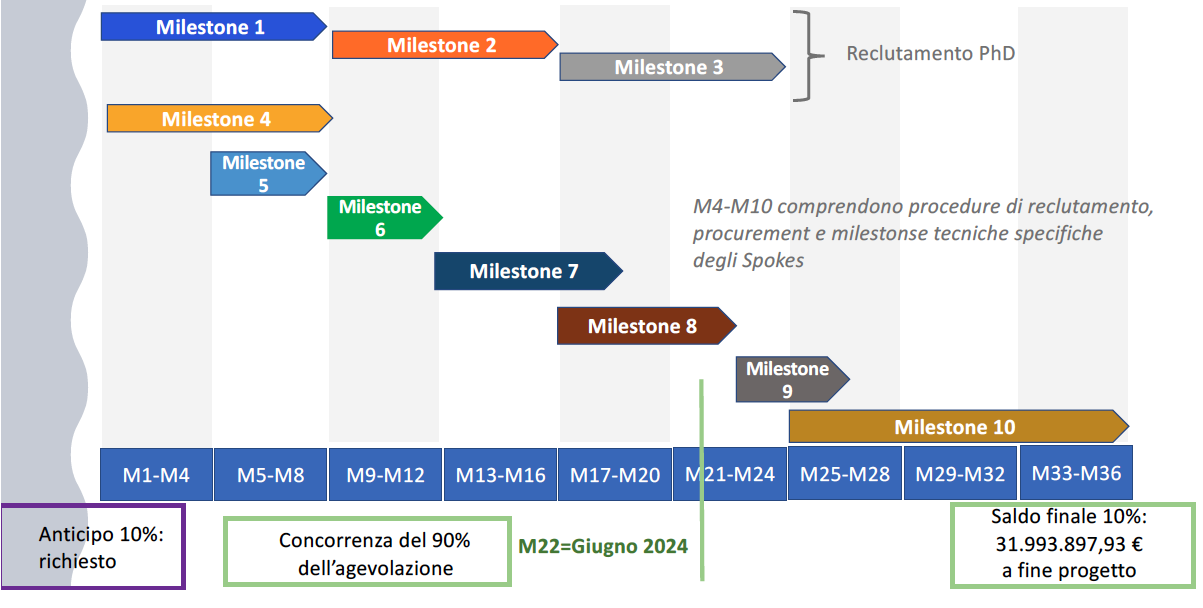 Milestone 1
Milestone 2
Milestone 3
Reclutamento PhD
Milestone 4
Milestone
5
Milestone
6
M4-M10 comprendono procedure di reclutamento,
procurement e milestonse tecniche specifiche
degli Spokes
Milestone 7
Milestone 8
Milestone
9
Milestone 10
M1-M4
M5-M8
M9-M12
M13-M16
M17-M20
M21-M24
M25-M28
M29-M32
M33-M36
Anticipo 10%:
richiesto
Concorrenza del 90%
dell’agevolazione
M22=Giugno 2024
Saldo finale 10%:
31.993.897,93 €
a fine progetto